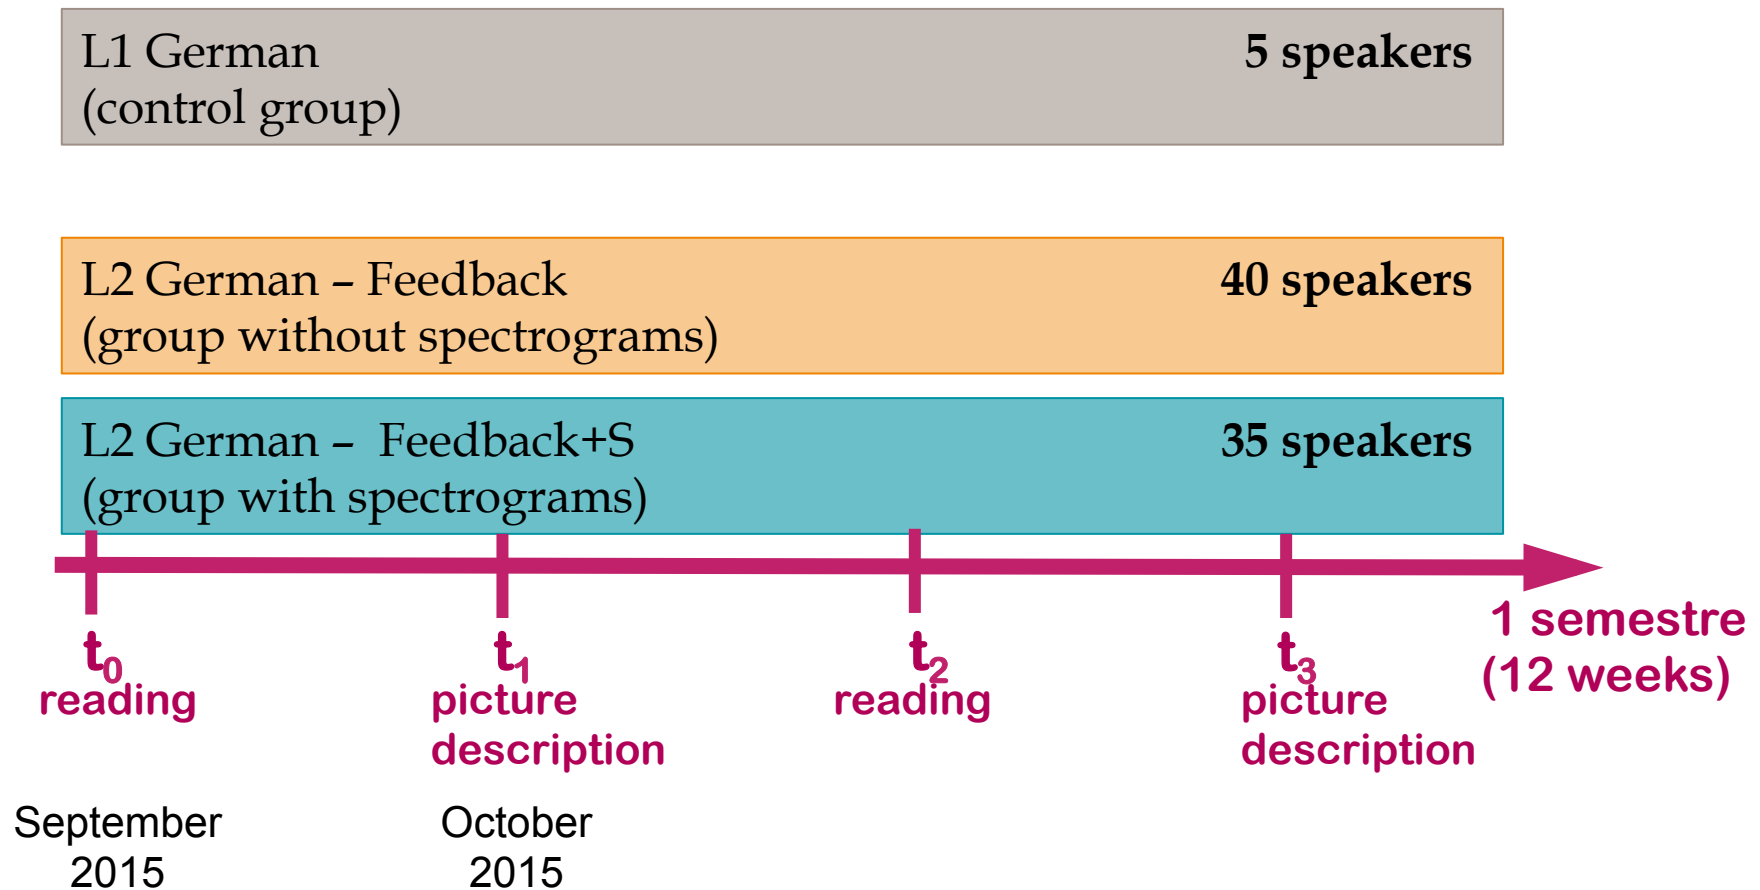 L1 German 5 speakers
(control group)
L2 German – Feedback 40 speakers
(group without spectrograms)
L2 German – Feedback+S 35 speakers
(group with spectrograms)
1 semestre
(12 weeks)
t0 t1 t2 t3
reading picture reading picture
description description
September October
2015 2015